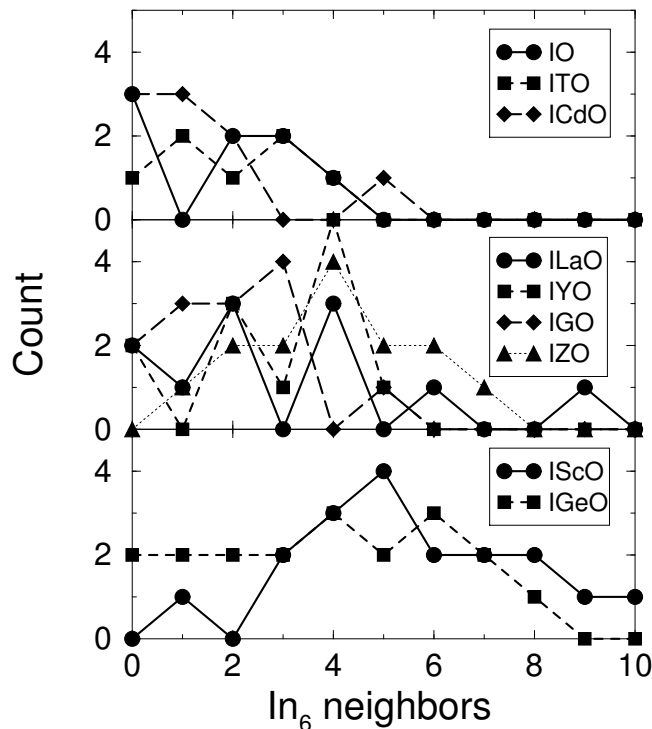 4
2
0
IO
ITO
ICdO
4
2
0
ILaO
IYO
IGO
IZO
Count
4
2
0
IScO
IGeO
0 2 4 6 8 10
In₆ neighbors